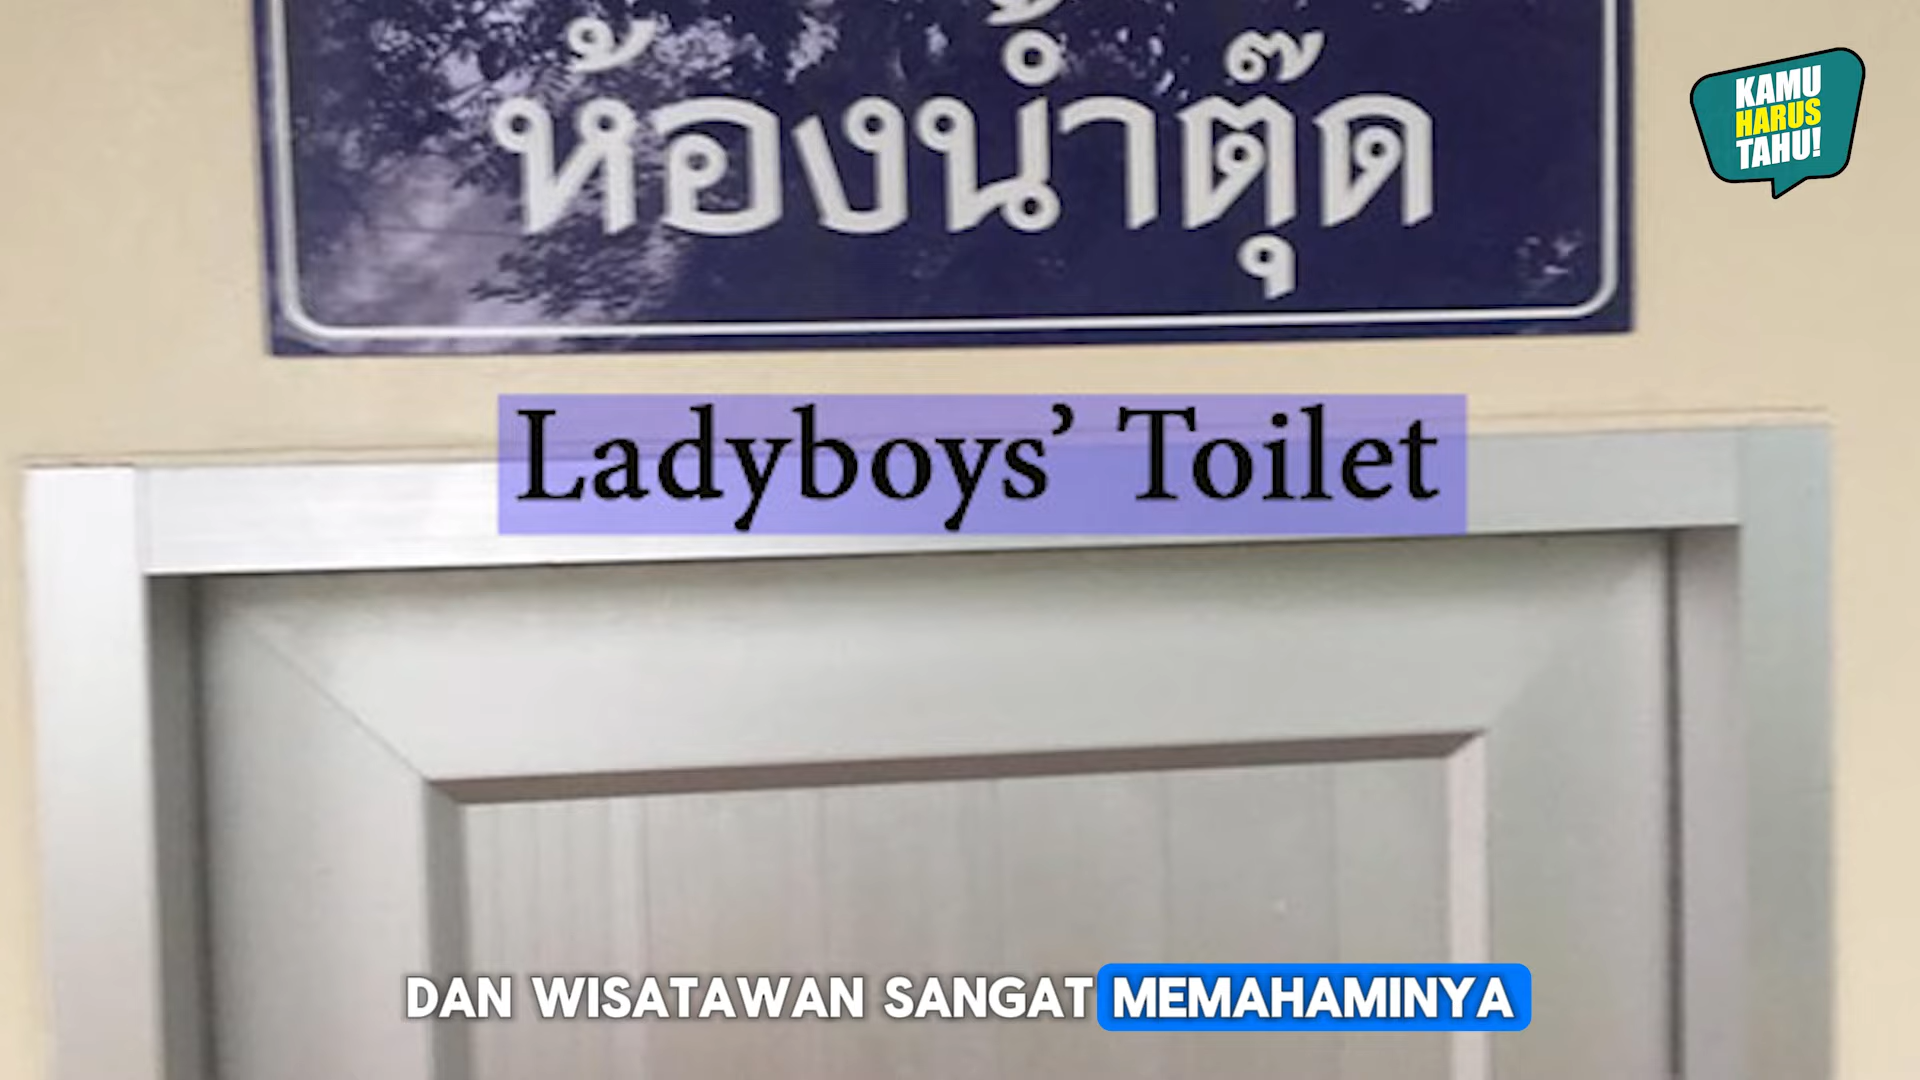 ห้องน้ำตุ๊ด
KAMU
HARUS
TAHU!
Ladyboys’ Toilet
DAN WISATAWAN SANGAT MEMAHAMINYA